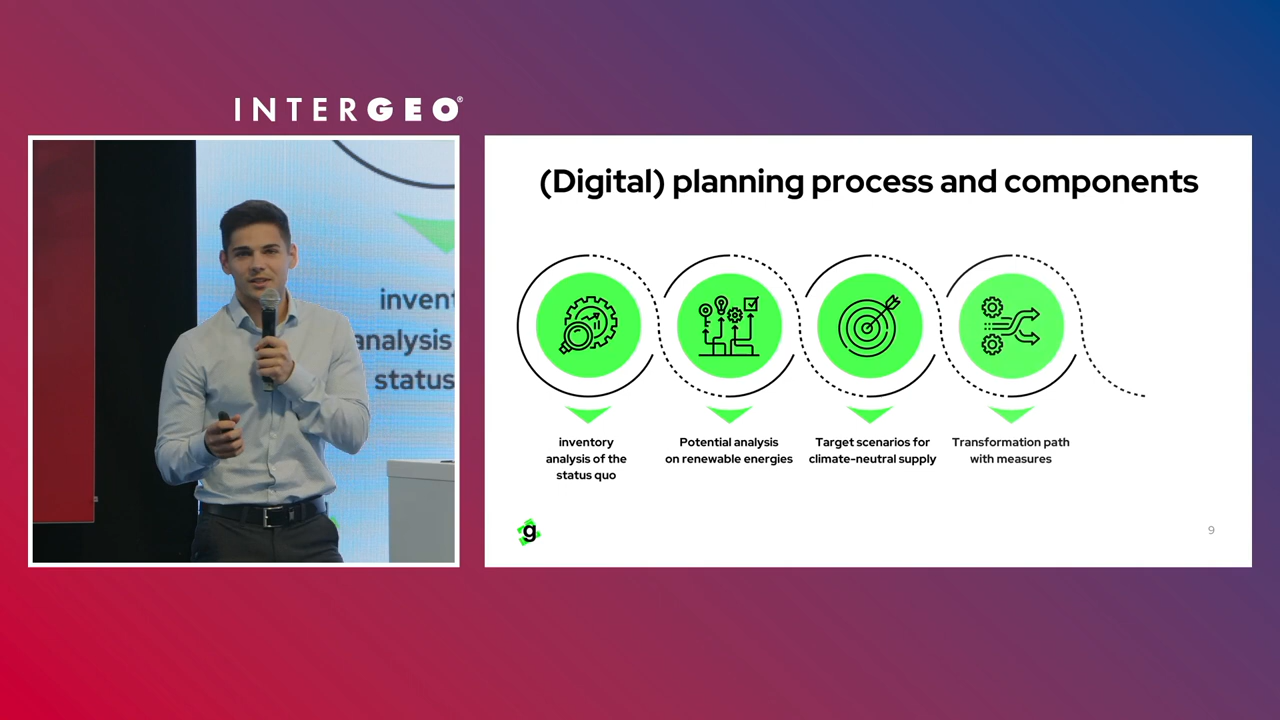 INTERGEO®
invent
analysis
status
(Digital) planning process and components
inventory
analysis of the
status quo
Potential analysis
on renewable energies
Target scenarios for
climate-neutral supply
Transformation path
with measures
g
9